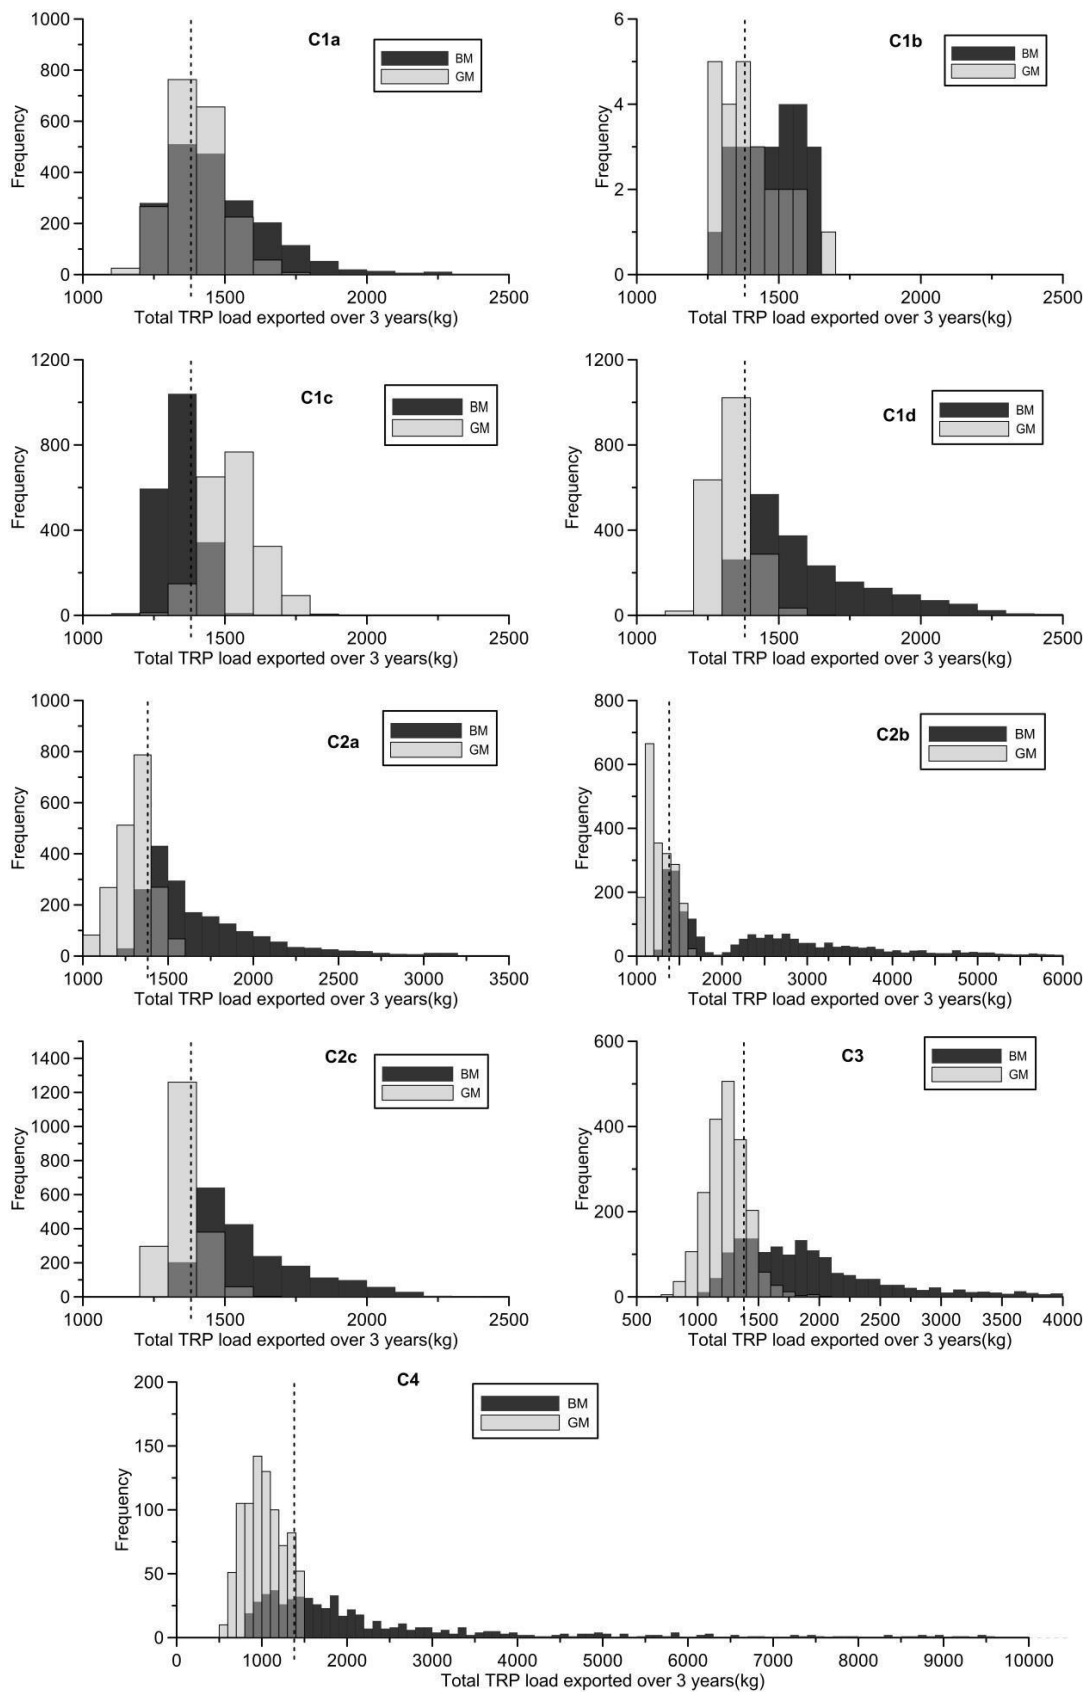 C1a
BM
GM
Frequency
1000
800
600
400
200
0
1000 1500 2000 2500
Total TRP load exported over 3 years(kg)
C1b
BM
GM
Frequency
6
4
2
0
1000 1500 2000 2500
Total TRP load exported over 3 years(kg)
C1c
BM
GM
Frequency
1200
800
400
0
1000 1500 2000 2500
Total TRP load exported over 3 years(kg)
C1d
BM
GM
Frequency
1200
800
400
0
1000 1500 2000 2500
Total TRP load exported over 3 years(kg)
C2a
BM
GM
Frequency
1000
800
600
400
200
0
1000 1500 2000 2500 3000 3500
Total TRP load exported over 3 years(kg)
C2b
BM
GM
Frequency
800
600
400
200
0
1000 2000 3000 4000 5000 6000
Total TRP load exported over 3 years(kg)
C2c
BM
GM
Frequency
1400
1200
1000
800
600
400
200
0
1000 1500 2000 2500
Total TRP load exported over 3 years(kg)
C3
BM
GM
Frequency
600
400
200
0
500 1000 1500 2000 2500 3000 3500 4000
Total TRP load exported over 3 years(kg)
C4
BM
GM
Frequency
200
150
100
50
0
0 1000 2000 3000 4000 5000 6000 7000 8000 9000 10000
Total TRP load exported over 3 years(kg)